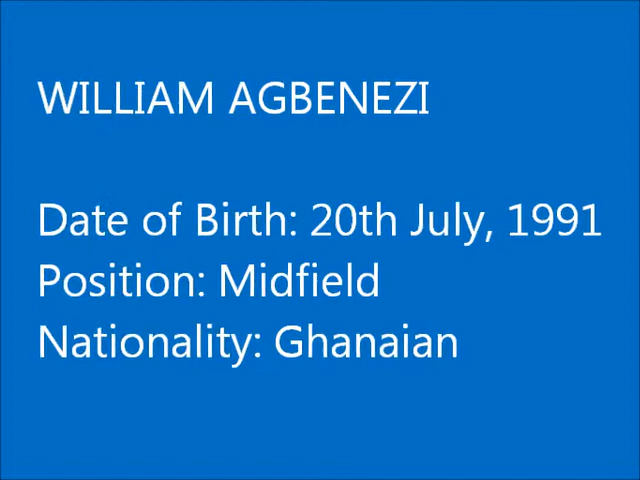 WILLIAM AGBENEZI
Date of Birth: 20th July, 1991
Position: Midfield
Nationality: Ghanaian